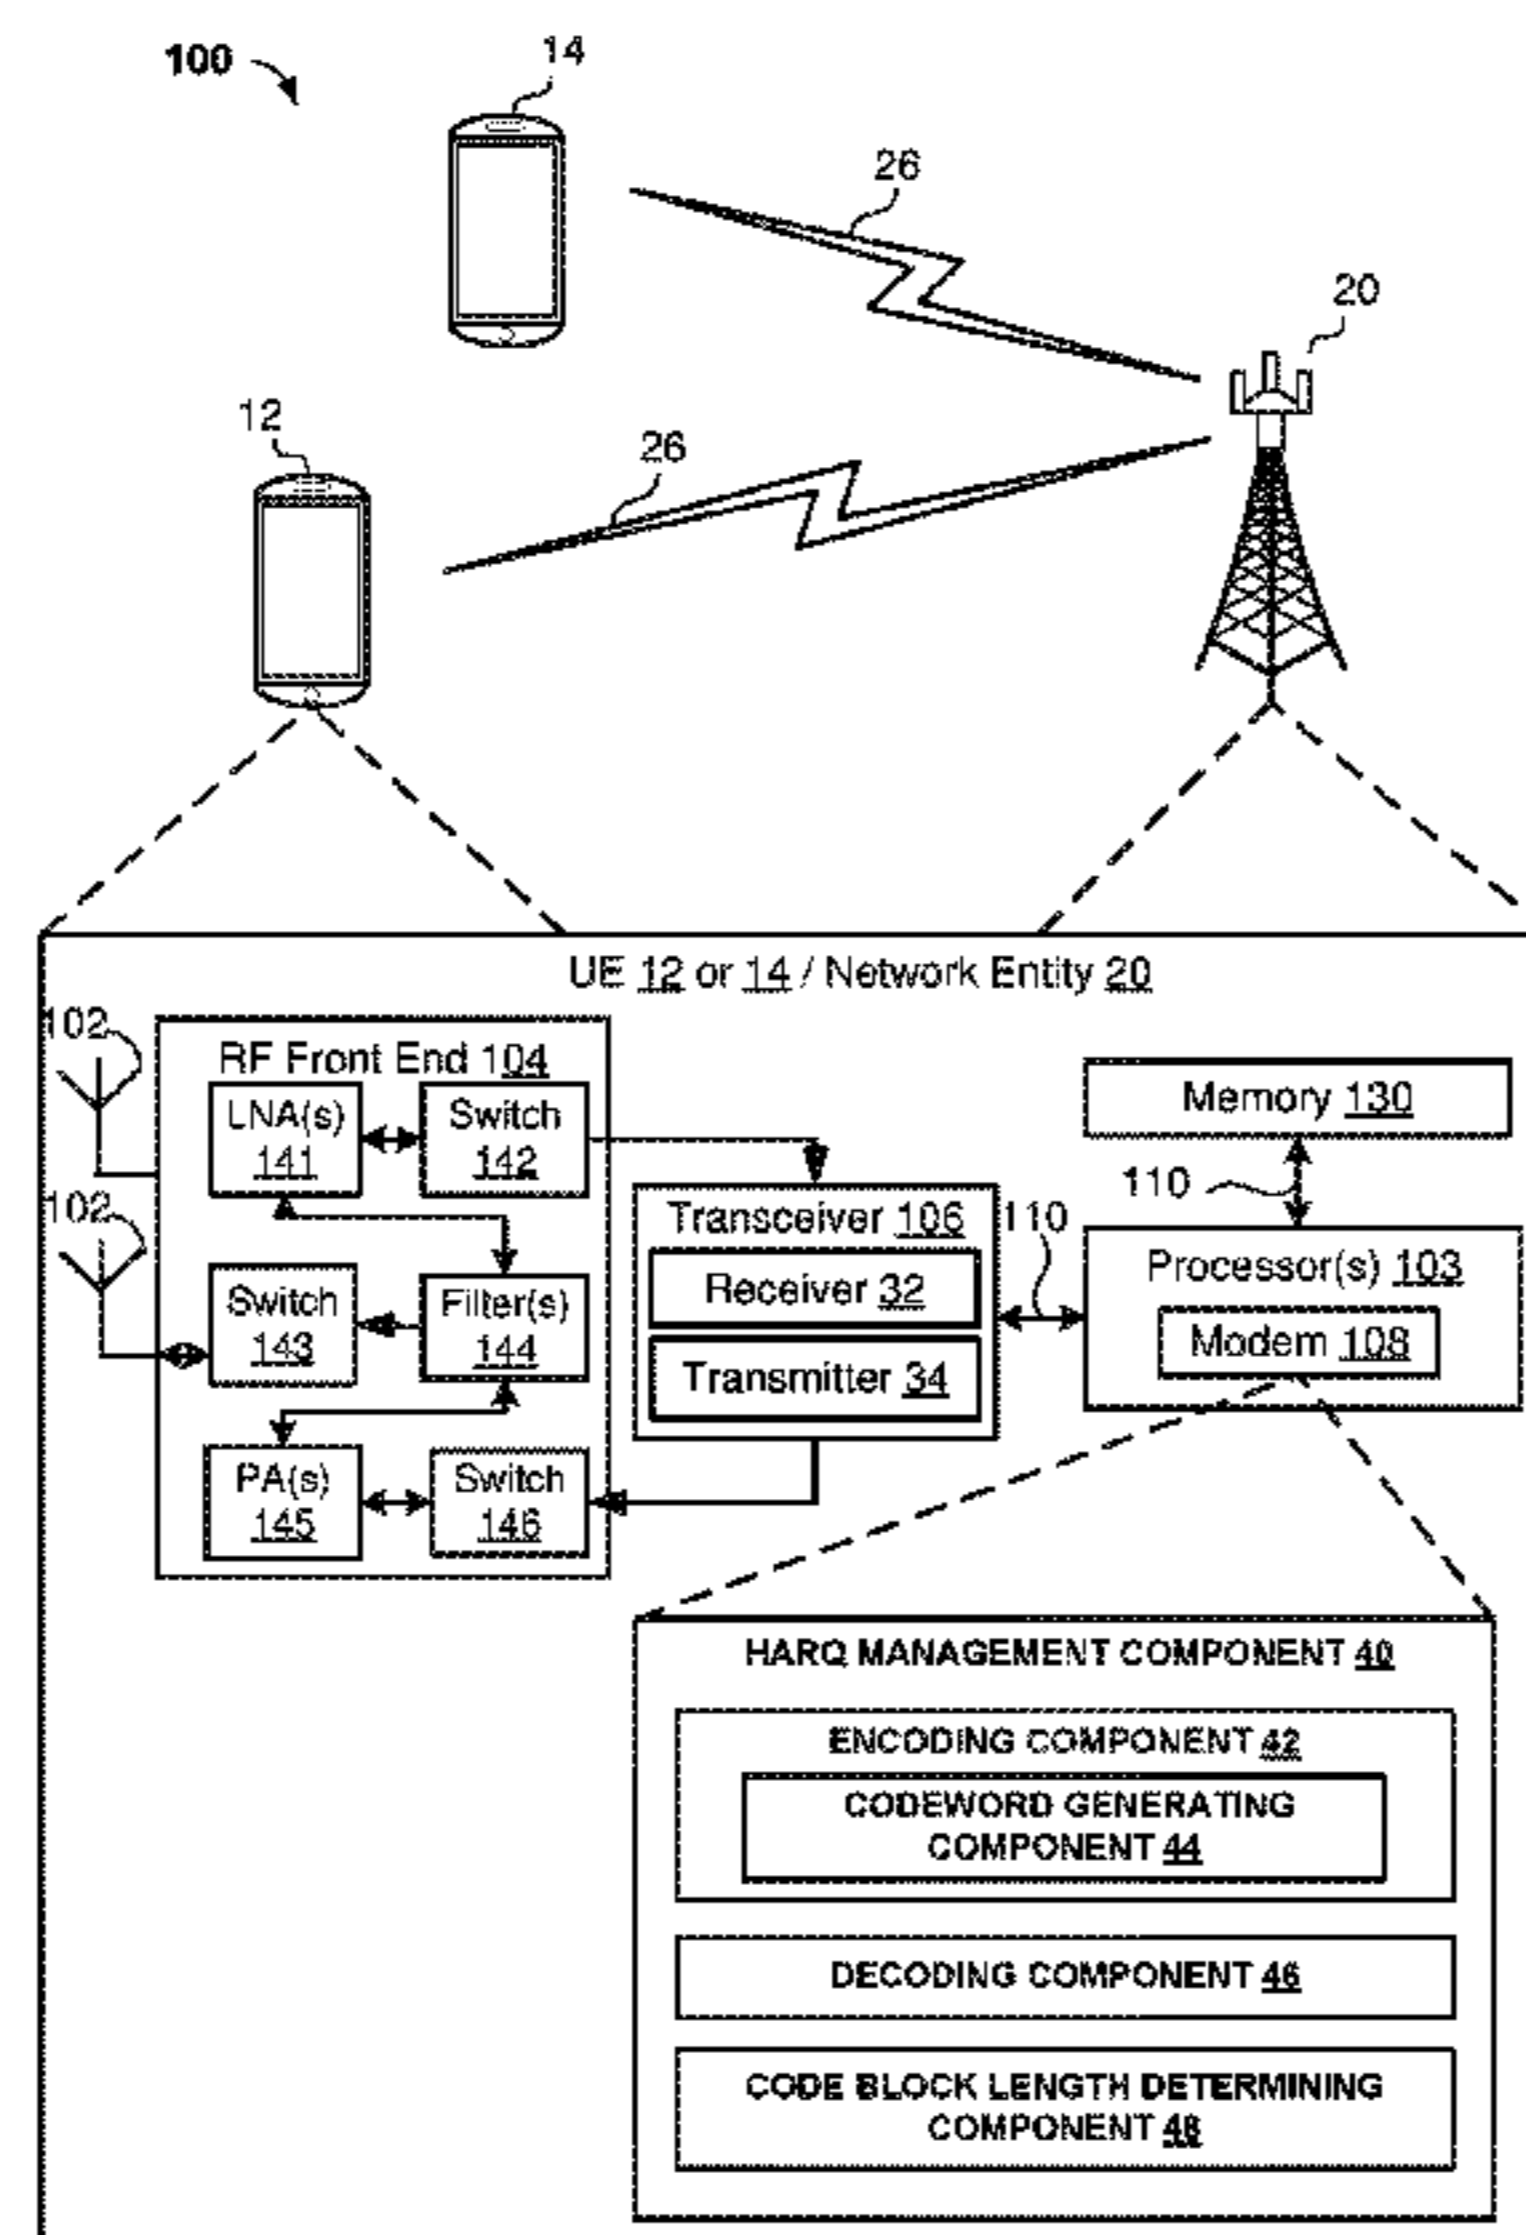 100
14
26
20
12
26
UE 12 or 14 / Network Entity 20
102
RF Front End 104
LNA(s)
141
Switch
142
Memory 130
110
102
Transceiver 106
110
Receiver 32
Processor(s) 103
Switch
143
Filter(s)
144
Modem 108
Transmitter 34
PA(s)
145
Switch
146
HARQ MANAGEMENT COMPONENT 40
ENCODING COMPONENT 42
CODEWORD GENERATING
COMPONENT 44
DECODING COMPONENT 46
CODE BLOCK LENGTH DETERMINING
COMPONENT 48